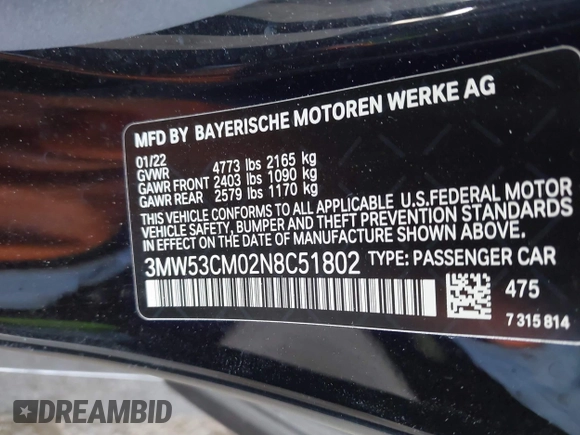 MFD BY BAYERISCHE MOTOREN WERKE AG
01/22
GVWR 4773 lbs 2165 kg
GAWR FRONT 2403 lbs 1090 kg
GAWR REAR 2579 lbs 1170 kg
THIS VEHICLE CONFORMS TO ALL APPLICABLE U.S.FEDERAL MOTOR
VEHICLE SAFETY, BUMPER AND THEFT PREVENTION STANDARDS
IN EFFECT ON THE DATE OF MANUFACTURE SHOWN ABOVE.
3MW53CM02N8C51802 TYPE: PASSENGER CAR
475
7 315 814
DREAMBID